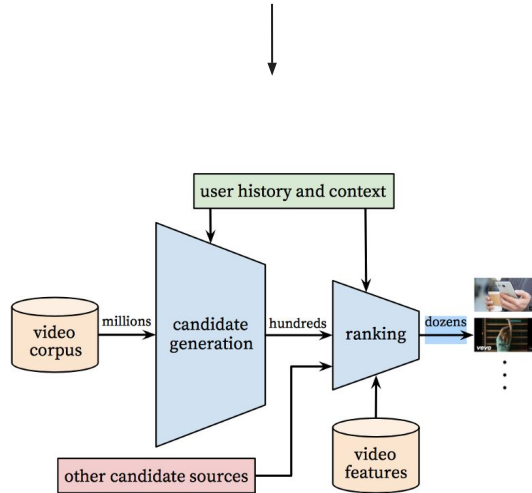 user history and context
video
corpus
millions
candidate
generation
hundreds
ranking
dozens
vevo
other candidate sources
video
features